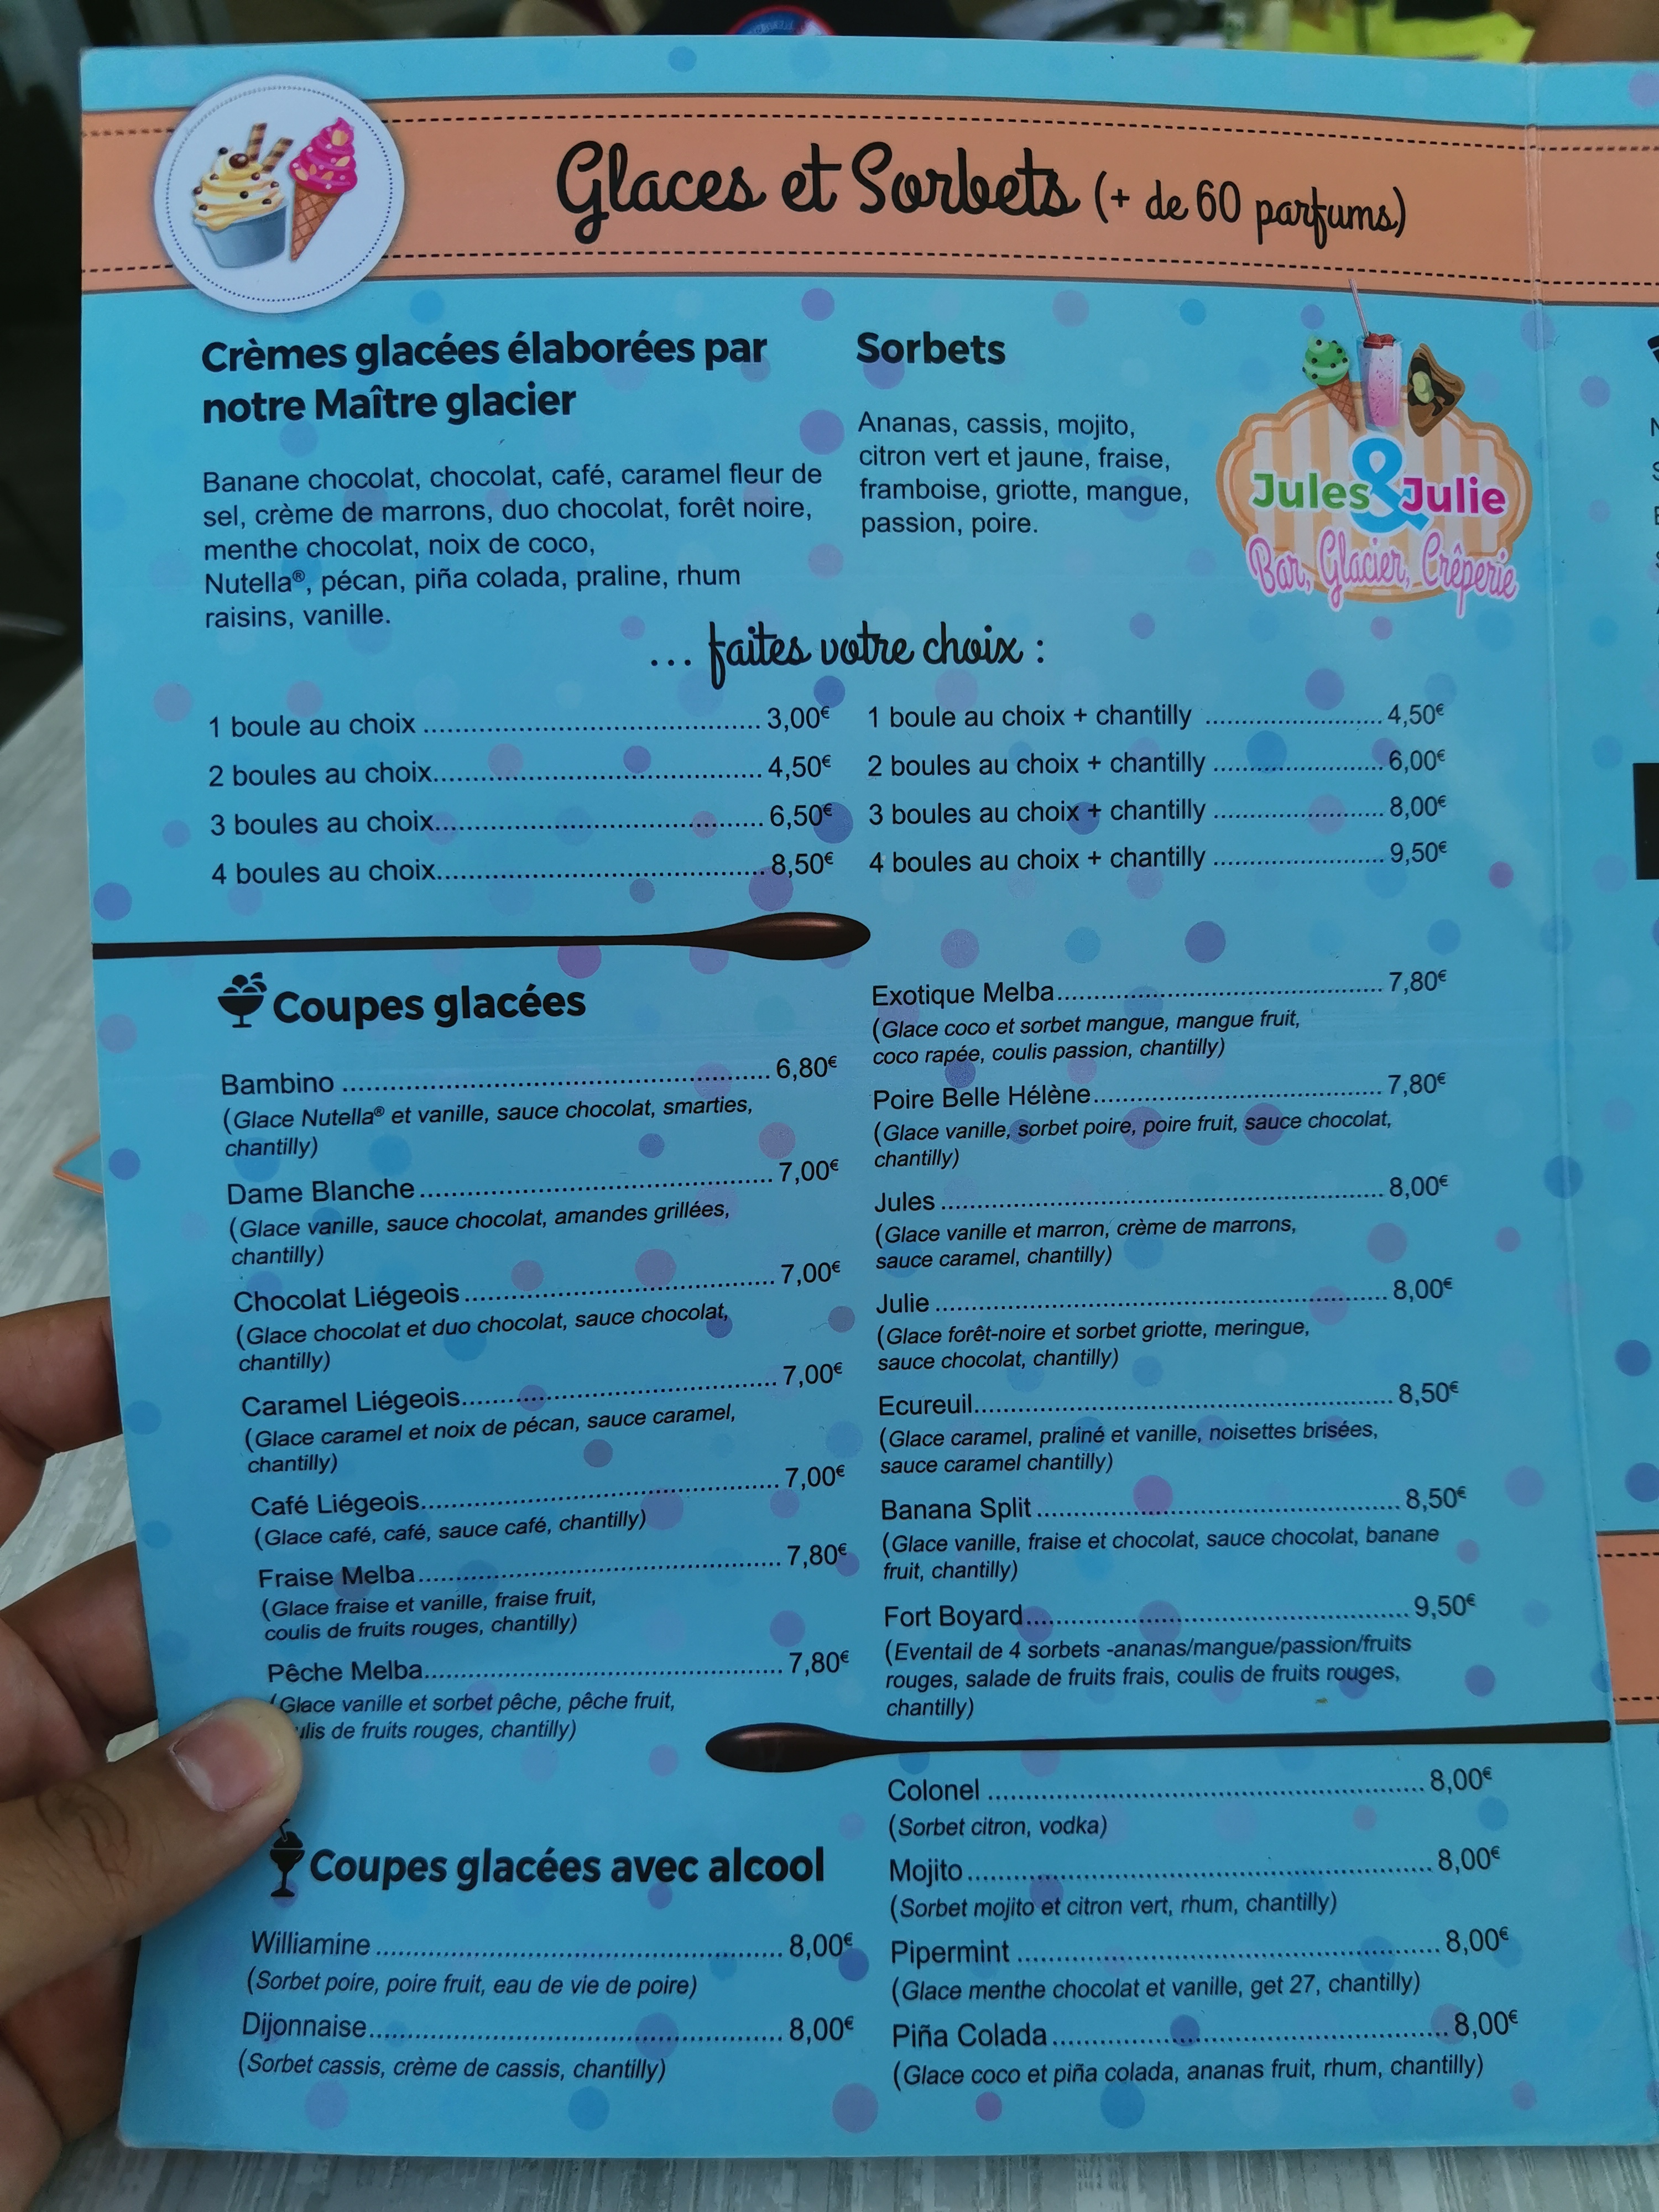 Glaces et Sorbets (+ de 60 parfums)
Crèmes glacées élaborées par
notre Maître glacier
Banane chocolat, chocolat, café, caramel fleur de
sel, crème de marrons, duo chocolat, forêt noire,
menthe chocolat, noix de coco,
Nutella®, pécan, piña colada, praline, rhum
raisins, vanille.
Sorbets
Ananas, cassis, mojito,
citron vert et jaune, fraise,
framboise, griotte, mangue,
passion, poire.
Jules & Julie
Bar, Glacier, Crêperie
... faites votre choix :
1 boule au choix ........ 3,00€
2 boules au choix........ 4,50€
3 boules au choix........ 6,50€
4 boules au choix........ 8,50€
1 boule au choix + chantilly ........ 4,50€
2 boules au choix + chantilly ........ 6,00€
3 boules au choix + chantilly ........ 8,00€
4 boules au choix + chantilly ........ 9,50€
Coupes glacées
Bambino ........ 6,80€
(Glace Nutella® et vanille, sauce chocolat, smarties,
chantilly)
Dame Blanche ........ 7,00€
(Glace vanille, sauce chocolat, amandes grillées,
chantilly)
Chocolat Liégeois ........ 7,00€
(Glace chocolat et duo chocolat, sauce chocolat,
chantilly)
Caramel Liégeois........ 7,00€
(Glace caramel et noix de pécan, sauce caramel,
chantilly)
Café Liégeois........ 7,00€
(Glace café, café, sauce café, chantilly)
Fraise Melba........ 7,80€
(Glace fraise et vanille, fraise fruit,
coulis de fruits rouges, chantilly)
Pêche Melba........ 7,80€
(Glace vanille et sorbet pêche, pêche fruit,
ulis de fruits rouges, chantilly)
Exotique Melba........ 7,80€
(Glace coco et sorbet mangue, mangue fruit,
coco rapée, coulis passion, chantilly)
Poire Belle Hélène........ 7,80€
(Glace vanille, sorbet poire, poire fruit, sauce chocolat,
chantilly)
Jules ........ 8,00€
(Glace vanille et marron, crème de marrons,
sauce caramel, chantilly)
Julie ........ 8,00€
(Glace forêt-noire et sorbet griotte, meringue,
sauce chocolat, chantilly)
Ecureuil........ 8,50€
(Glace caramel, praliné et vanille, noisettes brisées,
sauce caramel chantilly)
Banana Split ........ 8,50€
(Glace vanille, fraise et chocolat, sauce chocolat, banane
fruit, chantilly)
Fort Boyard........ 9,50€
(Eventail de 4 sorbets -ananas/mangue/passion/fruits
rouges, salade de fruits frais, coulis de fruits rouges,
chantilly)
Coupes glacées avec alcool
Williamine ........ 8,00€
(Sorbet poire, poire fruit, eau de vie de poire)
Dijonnaise........ 8,00€
(Sorbet cassis, crème de cassis, chantilly)
Colonel ........ 8,00€
(Sorbet citron, vodka)
Mojito ........ 8,00€
(Sorbet mojito et citron vert, rhum, chantilly)
Pipermint ........ 8,00€
(Glace menthe chocolat et vanille, get 27, chantilly)
Piña Colada ........ 8,00€
(Glace coco et piña colada, ananas fruit, rhum, chantilly)